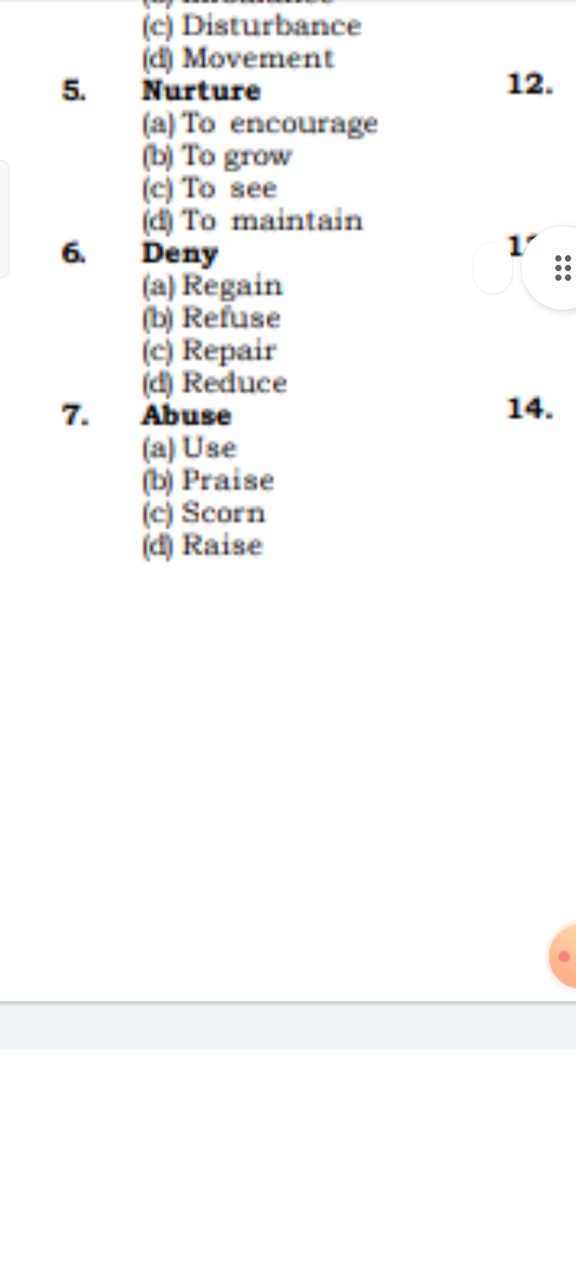 (c) Disturbance
(d) Movement
5. Nurture
(a) To encourage
(b) To grow
(c) To see
(d) To maintain
6. Deny
(a) Regain
(b) Refuse
(c) Repair
(d) Reduce
7. Abuse
(a) Use
(b) Praise
(c) Scorn
(d) Raise
12.
14.